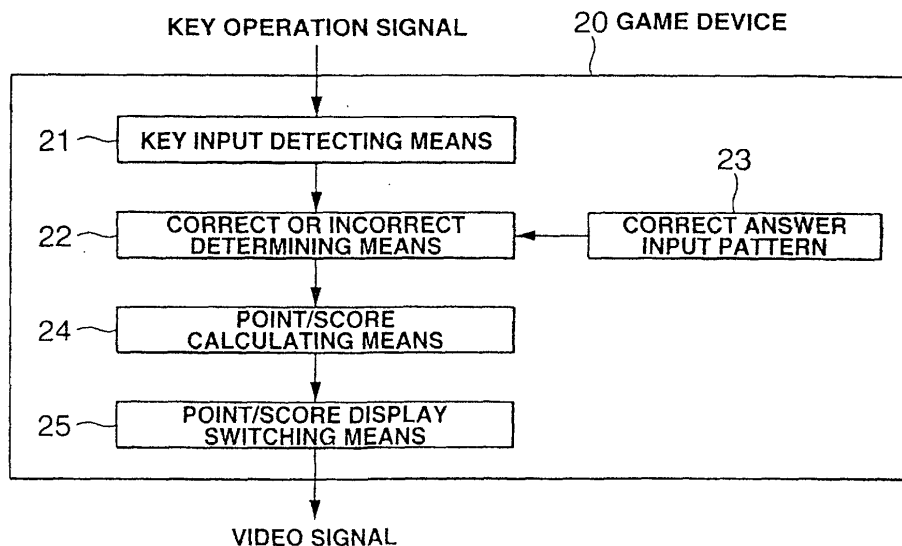 KEY OPERATION SIGNAL
20 GAME DEVICE
21 KEY INPUT DETECTING MEANS
23
22 CORRECT OR INCORRECT
DETERMINING MEANS
CORRECT ANSWER
INPUT PATTERN
24 POINT/SCORE
CALCULATING MEANS
25 POINT/SCORE DISPLAY
SWITCHING MEANS
VIDEO SIGNAL